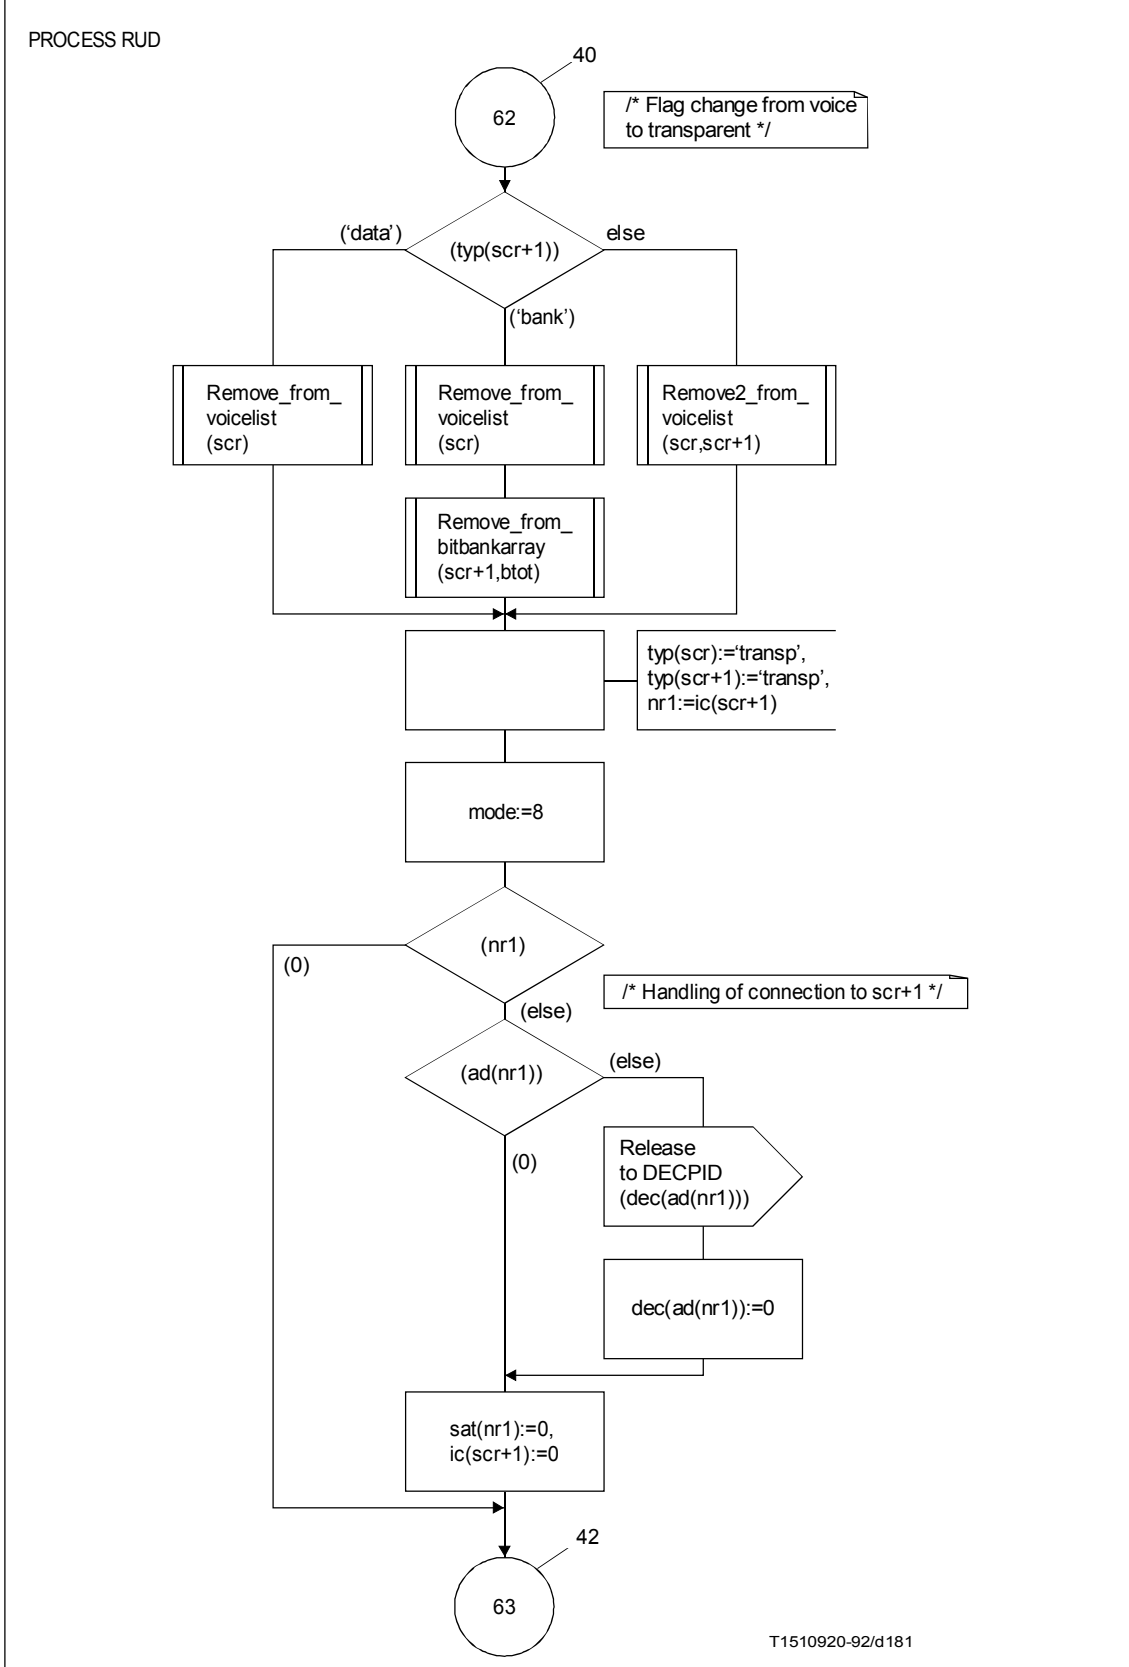 PROCESS RUD
40
62
/* Flag change from voice
to transparent */
(‘data’)
(typ(scr+1))
else
(‘bank’)
Remove_from_
voicelist
(scr)
Remove_from_
voicelist
(scr)
Remove2_from_
voicelist
(scr,scr+1)
Remove_from_
bitbankarray
(scr+1,btot)
typ(scr):=‘transp’,
typ(scr+1):=‘transp’,
nr1:=ic(scr+1)
mode:=8
(nr1)
(0)
/* Handling of connection to scr+1 */
(else)
(ad(nr1))
(else)
(0)
Release
to DECPID
(dec(ad(nr1)))
dec(ad(nr1)):=0
sat(nr1):=0,
ic(scr+1):=0
42
63
T1510920-92/d181